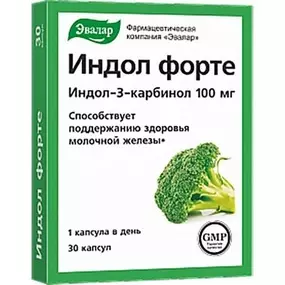 Эвалар
Фармацевтическая
компания «Эвалар»
Индол форте
Индол-3-карбинол 100 мг
Способствует
поддержанию здоровья
молочной железы*
1 капсула в день
30 капсул
GMP
ИНДОЛ ФОРТЕ
30 капсул